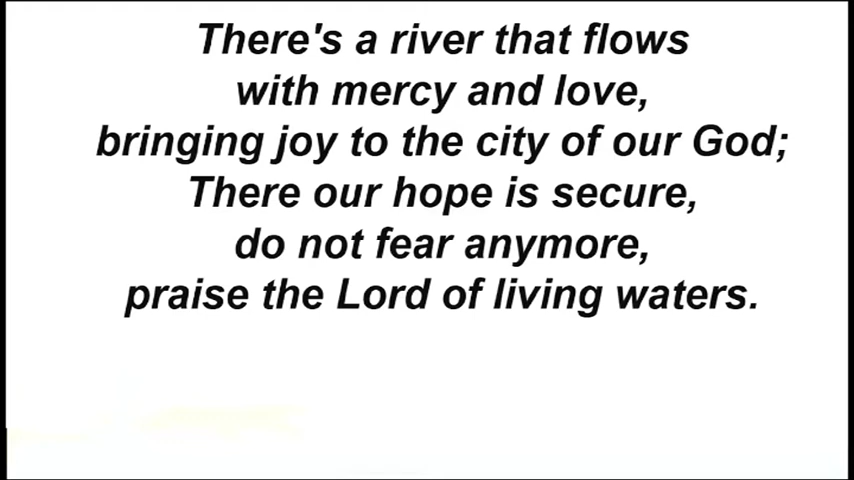 There's a river that flows
with mercy and love,
bringing joy to the city of our God;
There our hope is secure,
do not fear anymore,
praise the Lord of living waters.